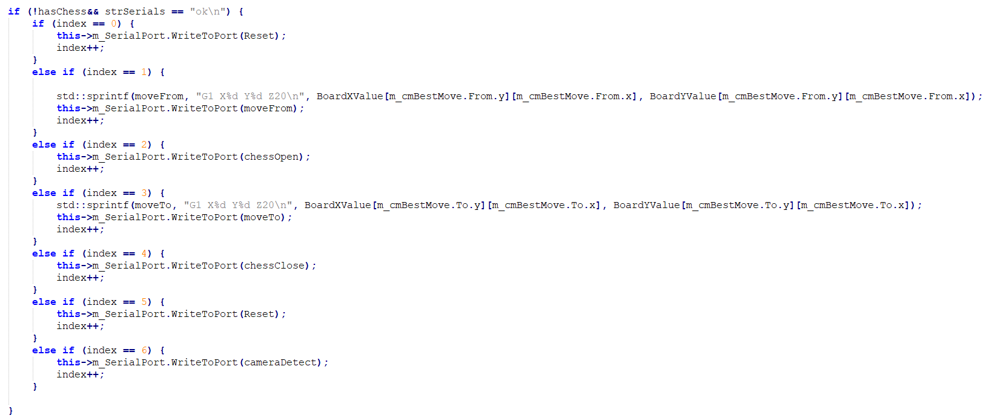 if (!hasChess&& strSerials == "ok\n") {
    if (index == 0) {
        this->m_SerialPort.WriteToPort(Reset);
        index++;
    }
    else if (index == 1) {

        std::sprintf(moveFrom, "G1 X%d Y%d Z20\n", BoardXValue[m_cmBestMove.From.y][m_cmBestMove.From.x], BoardYValue[m_cmBestMove.From.y][m_cmBestMove.From.x]);
        this->m_SerialPort.WriteToPort(moveFrom);
        index++;
    }
    else if (index == 2) {
        this->m_SerialPort.WriteToPort(chessOpen);
        index++;
    }
    else if (index == 3) {
        std::sprintf(moveTo, "G1 X%d Y%d Z20\n", BoardXValue[m_cmBestMove.To.y][m_cmBestMove.To.x], BoardYValue[m_cmBestMove.To.y][m_cmBestMove.To.x]);
        this->m_SerialPort.WriteToPort(moveTo);
        index++;
    }
    else if (index == 4) {
        this->m_SerialPort.WriteToPort(chessClose);
        index++;
    }
    else if (index == 5) {
        this->m_SerialPort.WriteToPort(Reset);
        index++;
    }
    else if (index == 6) {
        this->m_SerialPort.WriteToPort(cameraDetect);
        index++;
    }

}